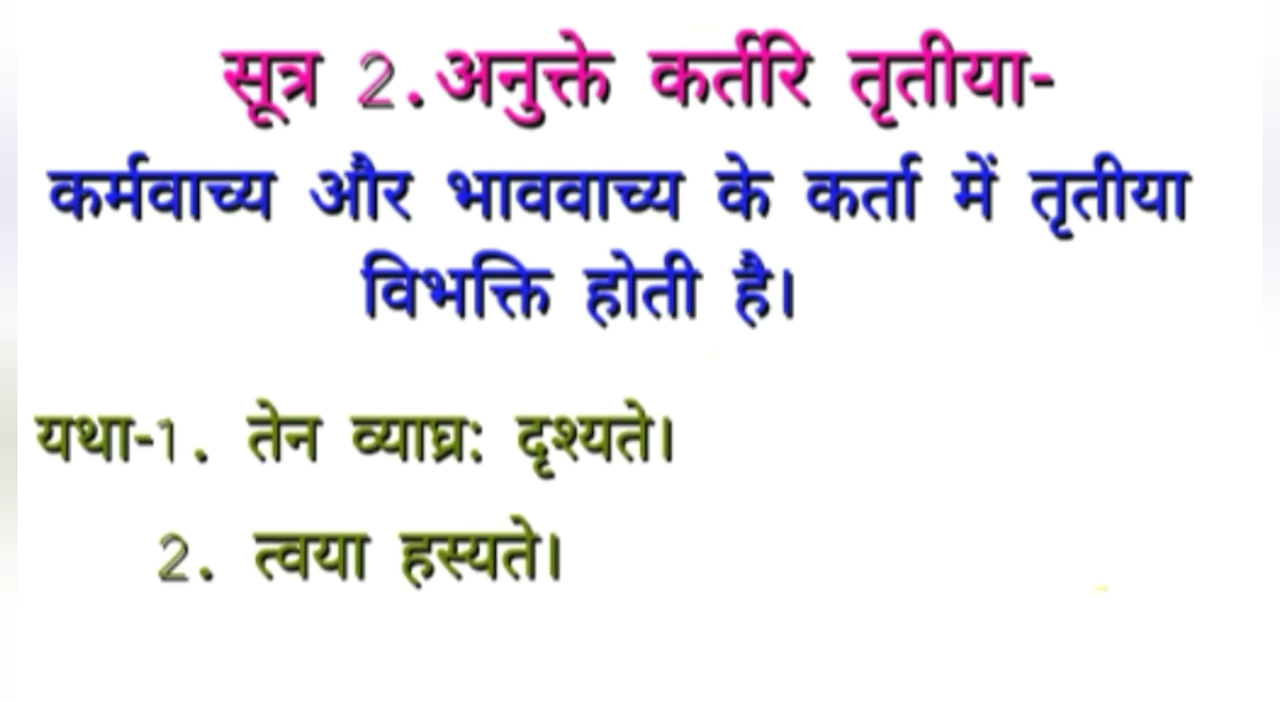 सूत्र 2.अनुक्ते कर्तरि तृतीया-
कर्मवाच्य और भाववाच्य के कर्ता में तृतीया
विभक्ति होती है।
यथा-1. तेन व्याघ्र: दृश्यते।
2. त्वया हस्यते।